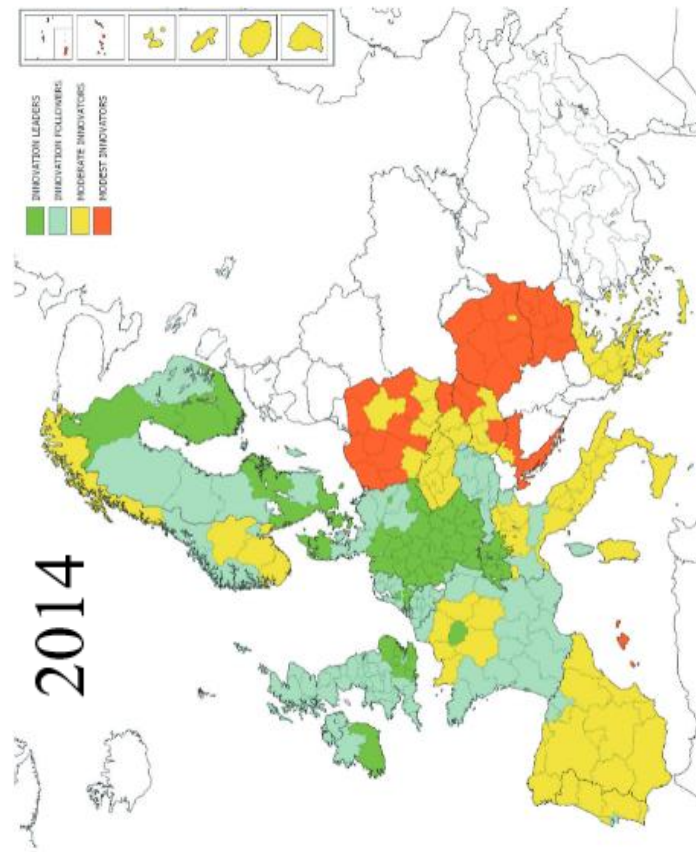 2014
INNOVATION LEADERS
INNOVATION FOLLOWERS
MODERATE INNOVATORS
MODEST INNOVATORS